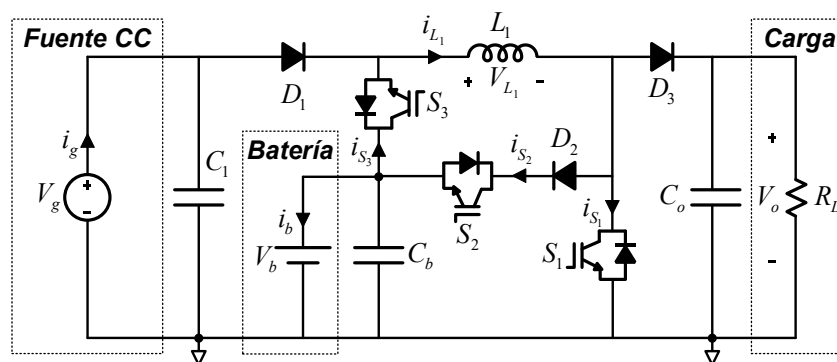 Fuente CC
Carga
Batería
i_{L_1}
L_1
+ V_{L_1} -
D_1
D_3
S_3
i_g
C_1
i_{S_3}
i_{S_2}
D_2
+
V_g
+
-
i_b
S_2
i_{S_1}
C_o
V_o
R_L
V_b
C_b
S_1
-